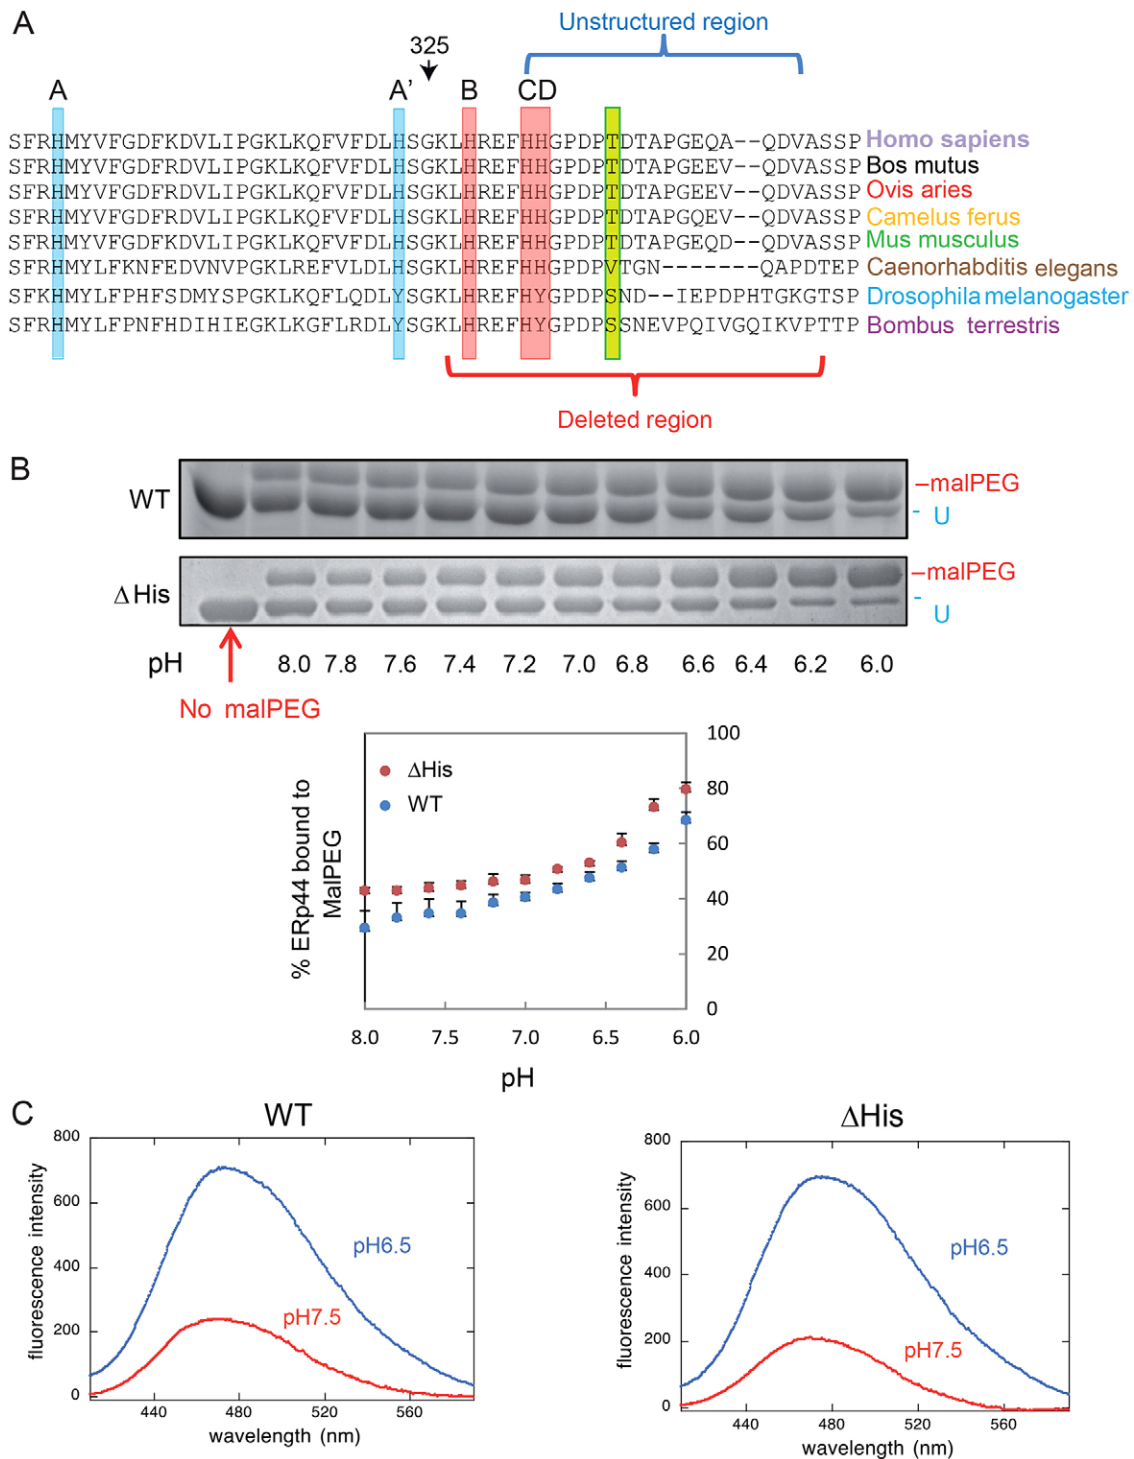 A
Unstructured region
325
A A' B CD
SFRHMYVFGDFKDVLIPGKLKQFVFDLHSGKLHREFHHGPDPTDTAPGEQA--QDVASSP Homo sapiens
SFRHMYVFGDFRDVLIPGKLKQFVFDLHSGKLHREFHHGPDPTDTAPGEEV--QDVASSP Bos mutus
SFRHMYVFGDFRDVLIPGKLKQFVFDLHSGKLHREFHHGPDPTDTAPGEEV--QDVASSP Ovis aries
SFRHMYVFGDFRDVLIPGKLKQFVFDLHSGKLHREFHHGPDPTDTAPGQEV--QDVASSP Camelus ferus
SFRHMYVFGDFKDVLIPGKLKQFVFDLHSGKLHREFHHGPDPTDTAPGEQD--QDVASSP Mus musculus
SFRHMYLFKNFEDVNVPGKLREFVLDLHSGKLHREFHHGPDPVTGN-------QAPDTEP Caenorhabditis elegans
SFKHMYLFPHFSDMYSPGKLKQFLQDLYSGKLHREFHYGPDPSND--IEPDPHTGKGTSP Drosophila melanogaster
SFRHMYLFPNFHDIHIEGKLKGFLRDLYSGKLHREFHYGPDPSSNEVPQIVGQIKVPTTP Bombus terrestris
Deleted region
B
WT
–malPEG
- U
ΔHis
–malPEG
- U
pH 8.0 7.8 7.6 7.4 7.2 7.0 6.8 6.6 6.4 6.2 6.0
No malPEG
% ERp44 bound to
MalPEG
ΔHis
WT
100
80
60
40
20
0
8.0 7.5 7.0 6.5 6.0
pH
C
WT
fluorescence intensity
800
600
400
200
0
pH6.5
pH7.5
440 480 520 560
wavelength (nm)
ΔHis
fluorescence intensity
800
600
400
200
0
pH6.5
pH7.5
440 480 520 560
wavelength (nm)